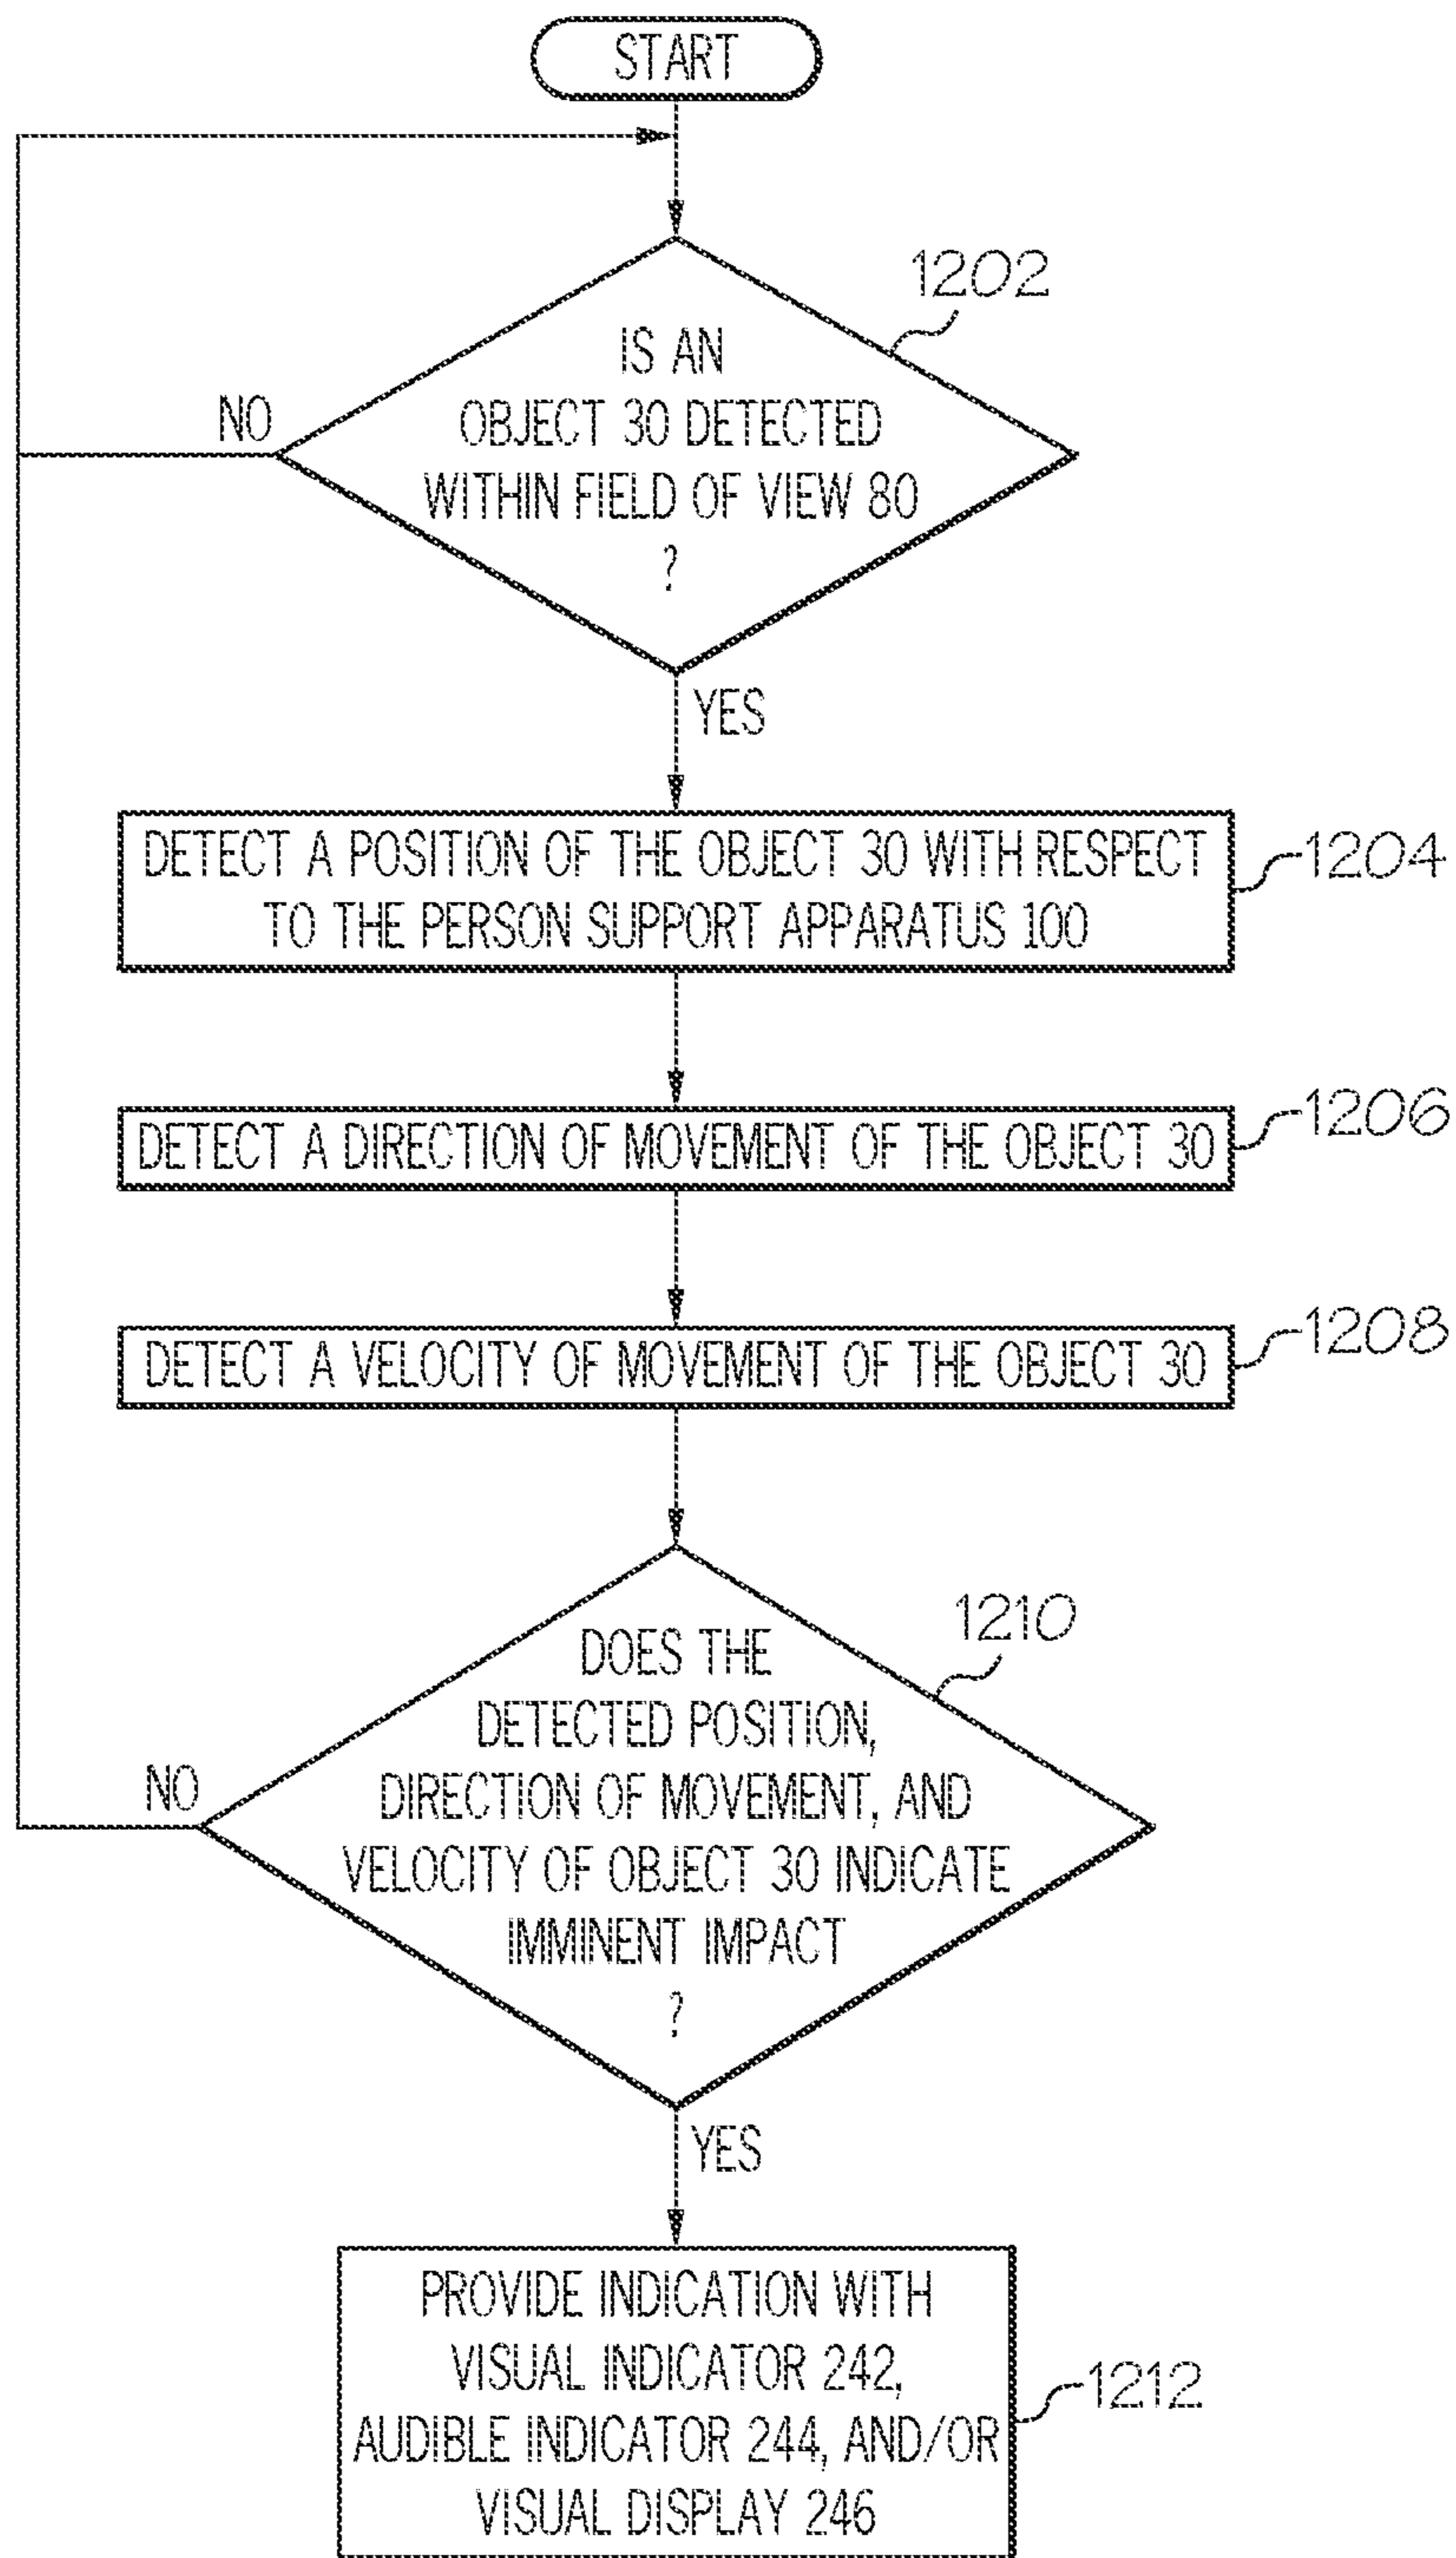 START
1202
IS AN
OBJECT 30 DETECTED
WITHIN FIELD OF VIEW 80
?
NO
YES
DETECT A POSITION OF THE OBJECT 30 WITH RESPECT
TO THE PERSON SUPPORT APPARATUS 100
1204
DETECT A DIRECTION OF MOVEMENT OF THE OBJECT 30
1206
DETECT A VELOCITY OF MOVEMENT OF THE OBJECT 30
1208
1210
DOES THE
DETECTED POSITION,
DIRECTION OF MOVEMENT, AND
VELOCITY OF OBJECT 30 INDICATE
IMMINENT IMPACT
?
NO
YES
PROVIDE INDICATION WITH
VISUAL INDICATOR 242,
AUDIBLE INDICATOR 244, AND/OR
VISUAL DISPLAY 246
1212